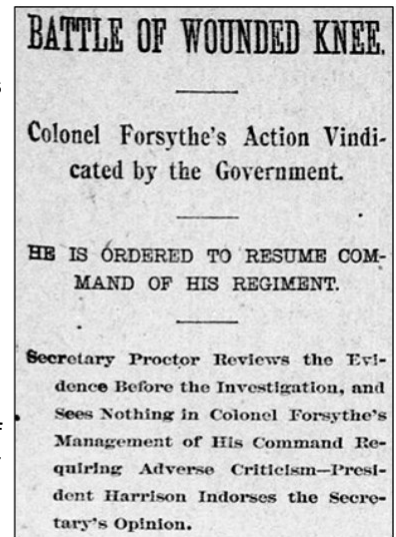 BATTLE OF WOUNDED KNEE.
Colonel Forsythe's Action Vindi-
cated by the Government.
HE IS ORDERED TO RESUME COM-
MAND OF HIS REGIMENT.
Secretary Proctor Reviews the Evi-
dence Before the Investigation, and
Sees Nothing in Colonel Forsythe's
Management of His Command Re-
quiring Adverse Criticism—Presi-
dent Harrison Indorses the Secre-
tary's Opinion.